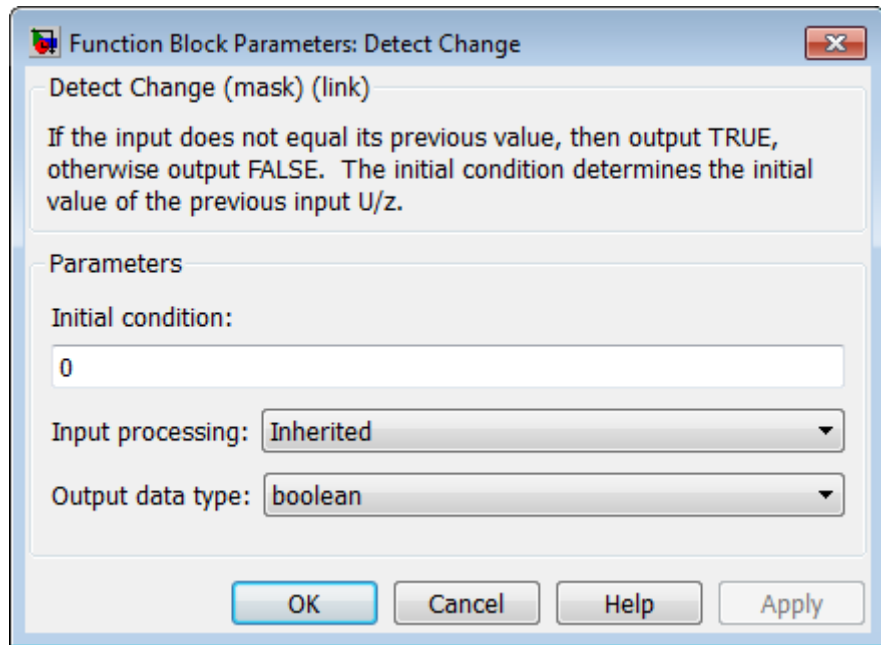 Function Block Parameters: Detect Change
Detect Change (mask) (link)
If the input does not equal its previous value, then output TRUE,
otherwise output FALSE.  The initial condition determines the initial
value of the previous input U/z.
Parameters
Initial condition:
0
Input processing: Inherited
Output data type: boolean
OK Cancel Help Apply